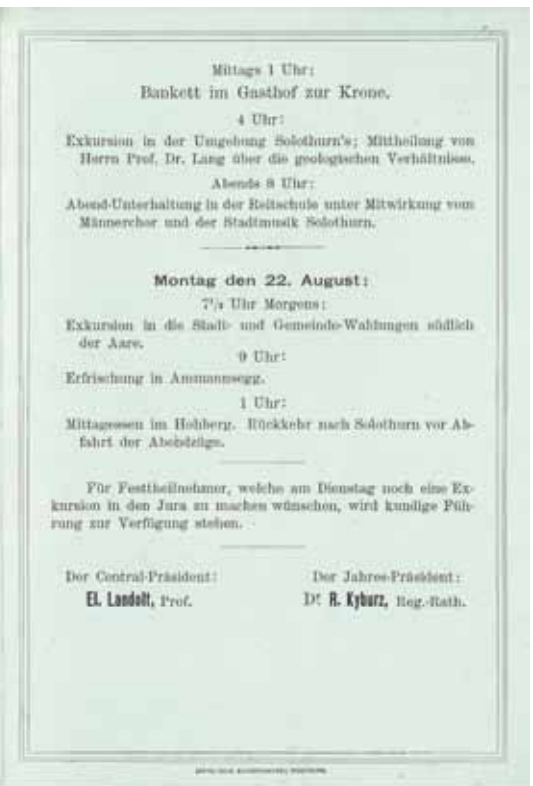 Mittags 1 Uhr:
Bankett im Gasthof zur Krone.
4 Uhr:
Exkursion in der Umgebung Solothurn's; Mittheilung von
Herrn Prof. Dr. Lang über die geologischen Verhältnisse.
Abends 8 Uhr:
Abend-Unterhaltung in der Reitschule unter Mitwirkung vom
Männerchor und der Stadtmusik Solothurn.
Montag den 22. August:
Uhr Morgens:
Exkursion in die Stadt- und Gemeinde-Waldungen südlich
der Aare.
9 Uhr:
Erfrischung in Ammannsegg.
1 Uhr:
Mittagessen im Hohberg. Rückkehr nach Solothurn vor Ab-
fahrt der Abendzüge.
Für Festtheilnehmer, welche am Dienstag noch eine Ex-
kursion in den Jura zu machen wünschen, wird kundige Füh-
rung zur Verfügung stehen.
Der Central-Präsident: Der Jahres-Präsident:
El. Landolt, Prof. Dr. R. Kyburz, Reg.-Rath.